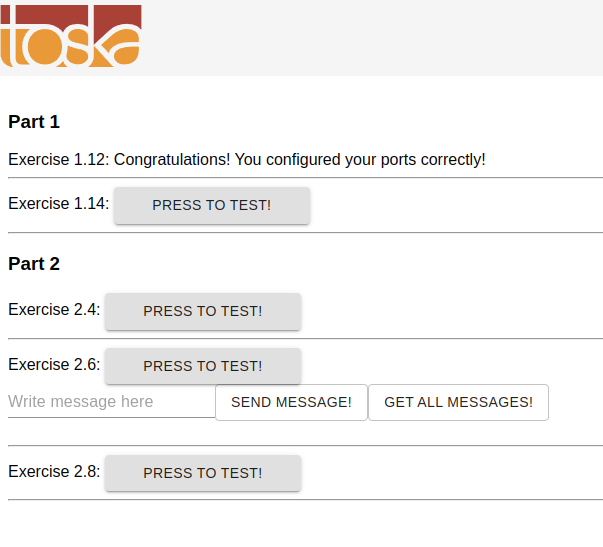 toska
Part 1
Exercise 1.12: Congratulations! You configured your ports correctly!
Exercise 1.14: PRESS TO TEST!
Part 2
Exercise 2.4: PRESS TO TEST!
Exercise 2.6: PRESS TO TEST!
Write message here SEND MESSAGE! GET ALL MESSAGES!
Exercise 2.8: PRESS TO TEST!